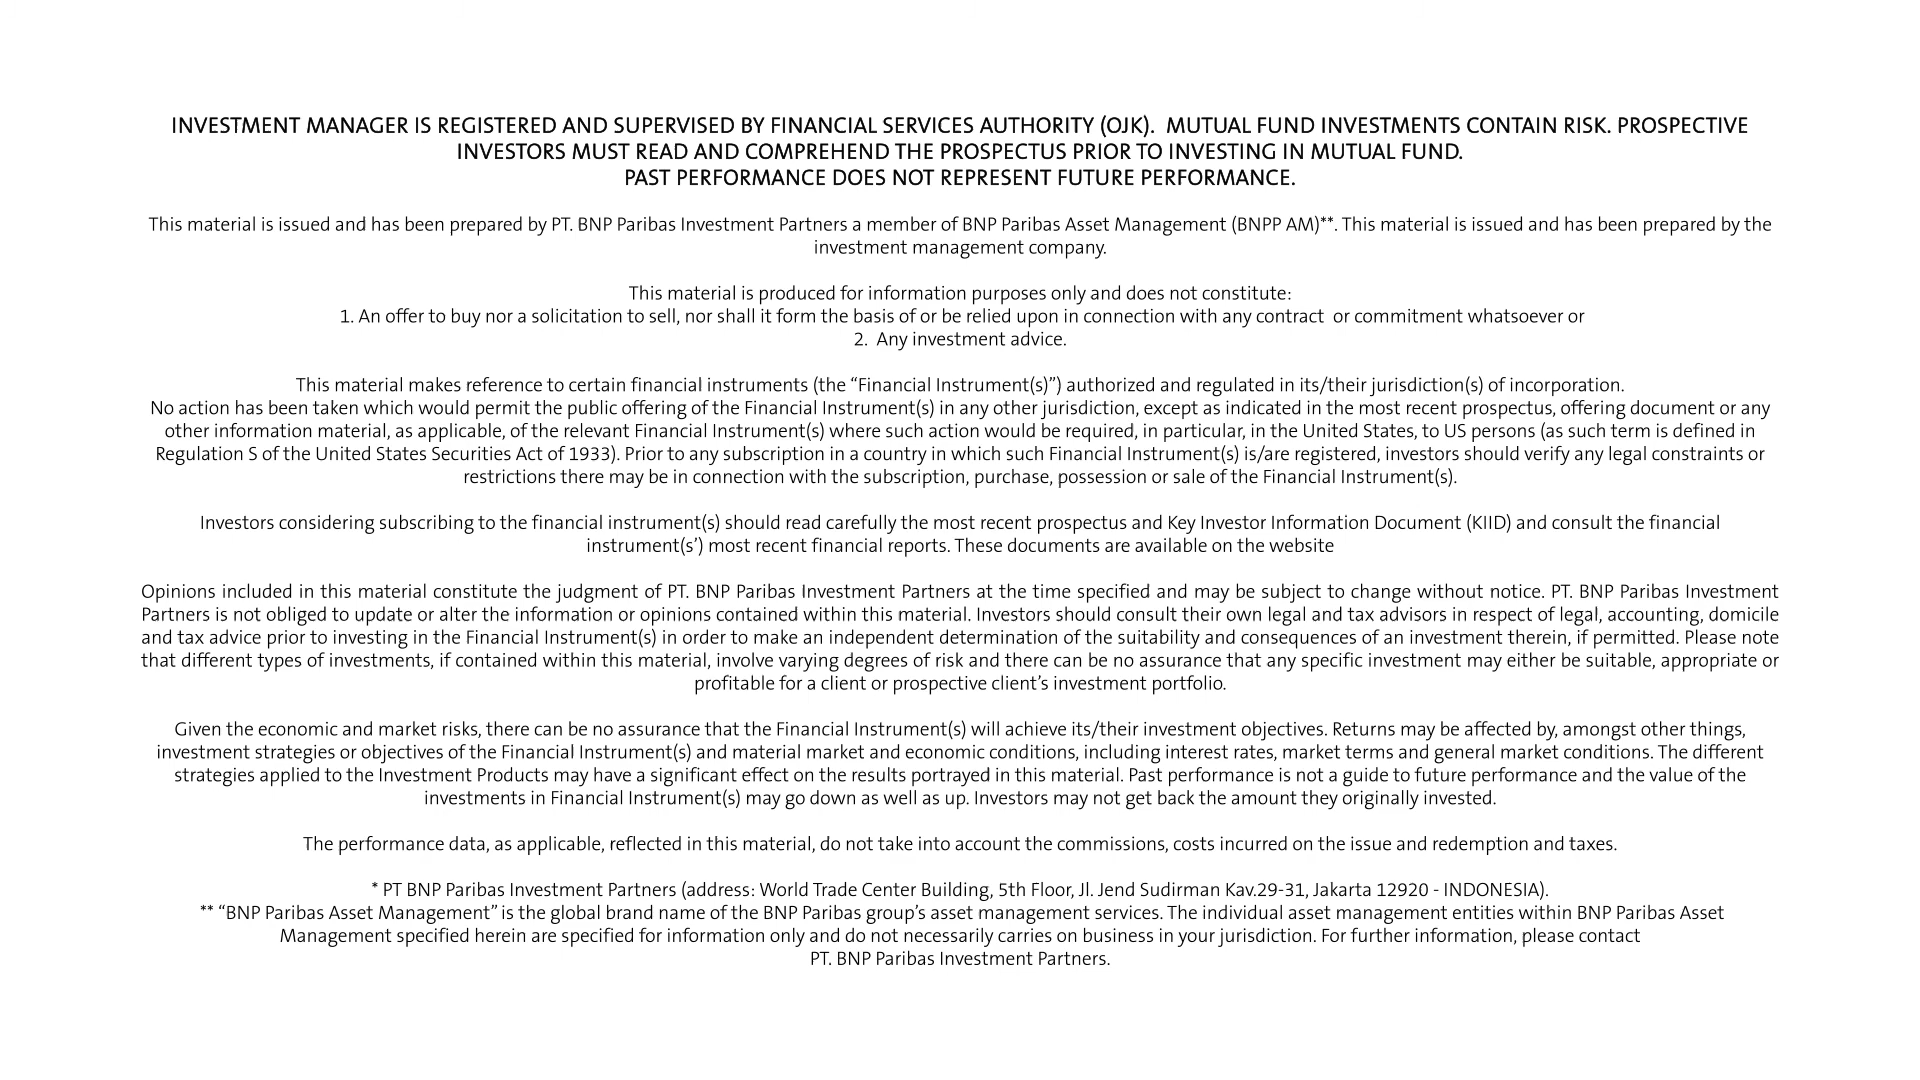 INVESTMENT MANAGER IS REGISTERED AND SUPERVISED BY FINANCIAL SERVICES AUTHORITY (OJK).  MUTUAL FUND INVESTMENTS CONTAIN RISK. PROSPECTIVE
INVESTORS MUST READ AND COMPREHEND THE PROSPECTUS PRIOR TO INVESTING IN MUTUAL FUND.
PAST PERFORMANCE DOES NOT REPRESENT FUTURE PERFORMANCE.
This material is issued and has been prepared by PT. BNP Paribas Investment Partners a member of BNP Paribas Asset Management (BNPP AM)**. This material is issued and has been prepared by the
investment management company.
This material is produced for information purposes only and does not constitute:
1. An offer to buy nor a solicitation to sell, nor shall it form the basis of or be relied upon in connection with any contract  or commitment whatsoever or
2.  Any investment advice.
This material makes reference to certain financial instruments (the “Financial Instrument(s)”) authorized and regulated in its/their jurisdiction(s) of incorporation.
No action has been taken which would permit the public offering of the Financial Instrument(s) in any other jurisdiction, except as indicated in the most recent prospectus, offering document or any
other information material, as applicable, of the relevant Financial Instrument(s) where such action would be required, in particular, in the United States, to US persons (as such term is defined in
Regulation S of the United States Securities Act of 1933). Prior to any subscription in a country in which such Financial Instrument(s) is/are registered, investors should verify any legal constraints or
restrictions there may be in connection with the subscription, purchase, possession or sale of the Financial Instrument(s).
Investors considering subscribing to the financial instrument(s) should read carefully the most recent prospectus and Key Investor Information Document (KIID) and consult the financial
instrument(s’) most recent financial reports. These documents are available on the website
Opinions included in this material constitute the judgment of PT. BNP Paribas Investment Partners at the time specified and may be subject to change without notice. PT. BNP Paribas Investment
Partners is not obliged to update or alter the information or opinions contained within this material. Investors should consult their own legal and tax advisors in respect of legal, accounting, domicile
and tax advice prior to investing in the Financial Instrument(s) in order to make an independent determination of the suitability and consequences of an investment therein, if permitted. Please note
that different types of investments, if contained within this material, involve varying degrees of risk and there can be no assurance that any specific investment may either be suitable, appropriate or
profitable for a client or prospective client’s investment portfolio.
Given the economic and market risks, there can be no assurance that the Financial Instrument(s) will achieve its/their investment objectives. Returns may be affected by, amongst other things,
investment strategies or objectives of the Financial Instrument(s) and material market and economic conditions, including interest rates, market terms and general market conditions. The different
strategies applied to the Investment Products may have a significant effect on the results portrayed in this material. Past performance is not a guide to future performance and the value of the
investments in Financial Instrument(s) may go down as well as up. Investors may not get back the amount they originally invested.
The performance data, as applicable, reflected in this material, do not take into account the commissions, costs incurred on the issue and redemption and taxes.
* PT BNP Paribas Investment Partners (address: World Trade Center Building, 5th Floor, Jl. Jend Sudirman Kav.29-31, Jakarta 12920 - INDONESIA).
** “BNP Paribas Asset Management” is the global brand name of the BNP Paribas group’s asset management services. The individual asset management entities within BNP Paribas Asset
Management specified herein are specified for information only and do not necessarily carries on business in your jurisdiction. For further information, please contact
PT. BNP Paribas Investment Partners.